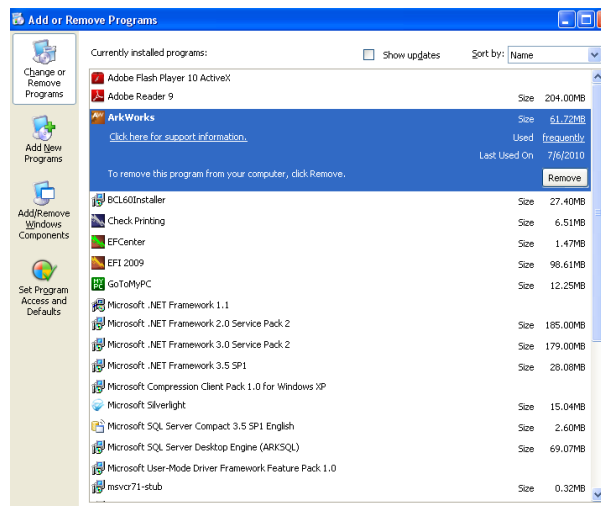 Add or Remove Programs
Change or
Remove
Programs
Add New
Programs
Add/Remove
Windows
Components
Set Program
Access and
Defaults
Currently installed programs: Show updates Sort by: Name
Adobe Flash Player 10 ActiveX
Adobe Reader 9 Size 204.00MB
ArkWorks Size 61.72MB
Click here for support information. Used frequently
Last Used On 7/6/2010
To remove this program from your computer, click Remove. Remove
BCL60Installer Size 27.40MB
Check Printing Size 6.51MB
EFCenter Size 1.47MB
EFI 2009 Size 98.61MB
GoToMyPC Size 12.25MB
Microsoft .NET Framework 1.1
Microsoft .NET Framework 2.0 Service Pack 2 Size 185.00MB
Microsoft .NET Framework 3.0 Service Pack 2 Size 179.00MB
Microsoft .NET Framework 3.5 SP1 Size 28.08MB
Microsoft Compression Client Pack 1.0 for Windows XP
Microsoft Silverlight Size 15.04MB
Microsoft SQL Server Compact 3.5 SP1 English Size 2.60MB
Microsoft SQL Server Desktop Engine (ARKSQL) Size 69.07MB
Microsoft User-Mode Driver Framework Feature Pack 1.0
msvcr71-stub Size 0.32MB